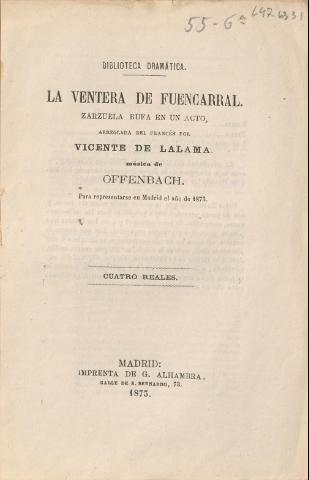 55-6ª
BIBLIOTECA DRAMÁTICA.
LA VENTERA DE FUENCARRAL.
ZARZUELA BUFA EN UN ACTO,
ARREGLADA DEL FRANCÉS POR
VICENTE DE LALAMA.
música de
OFFENBACH.
Para representarse en Madrid el año de 1873.
CUATRO REALES.
MADRID:
IMPRENTA DE G. ALHAMBRA.
CALLE DE S. BERNARDO, 73.
1873.